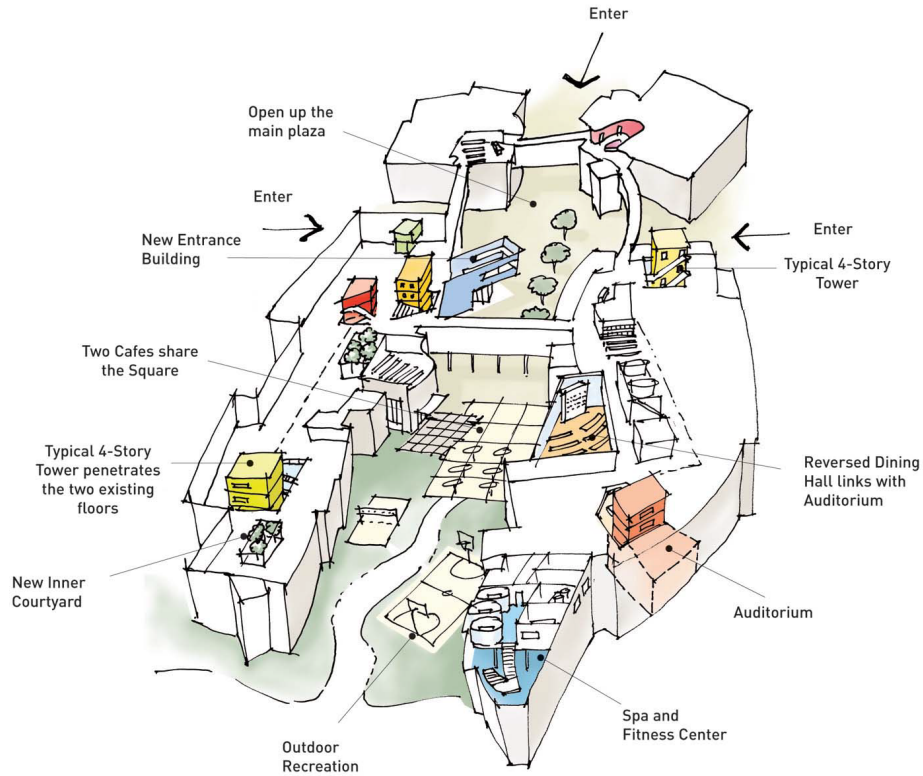 Enter
Open up the
main plaza
Enter
New Entrance
Building
Enter
Typical 4-Story
Tower
Two Cafes share
the Square
Typical 4-Story
Tower penetrates
the two existing
floors
Reversed Dining
Hall links with
Auditorium
New Inner
Courtyard
Auditorium
Spa and
Fitness Center
Outdoor
Recreation